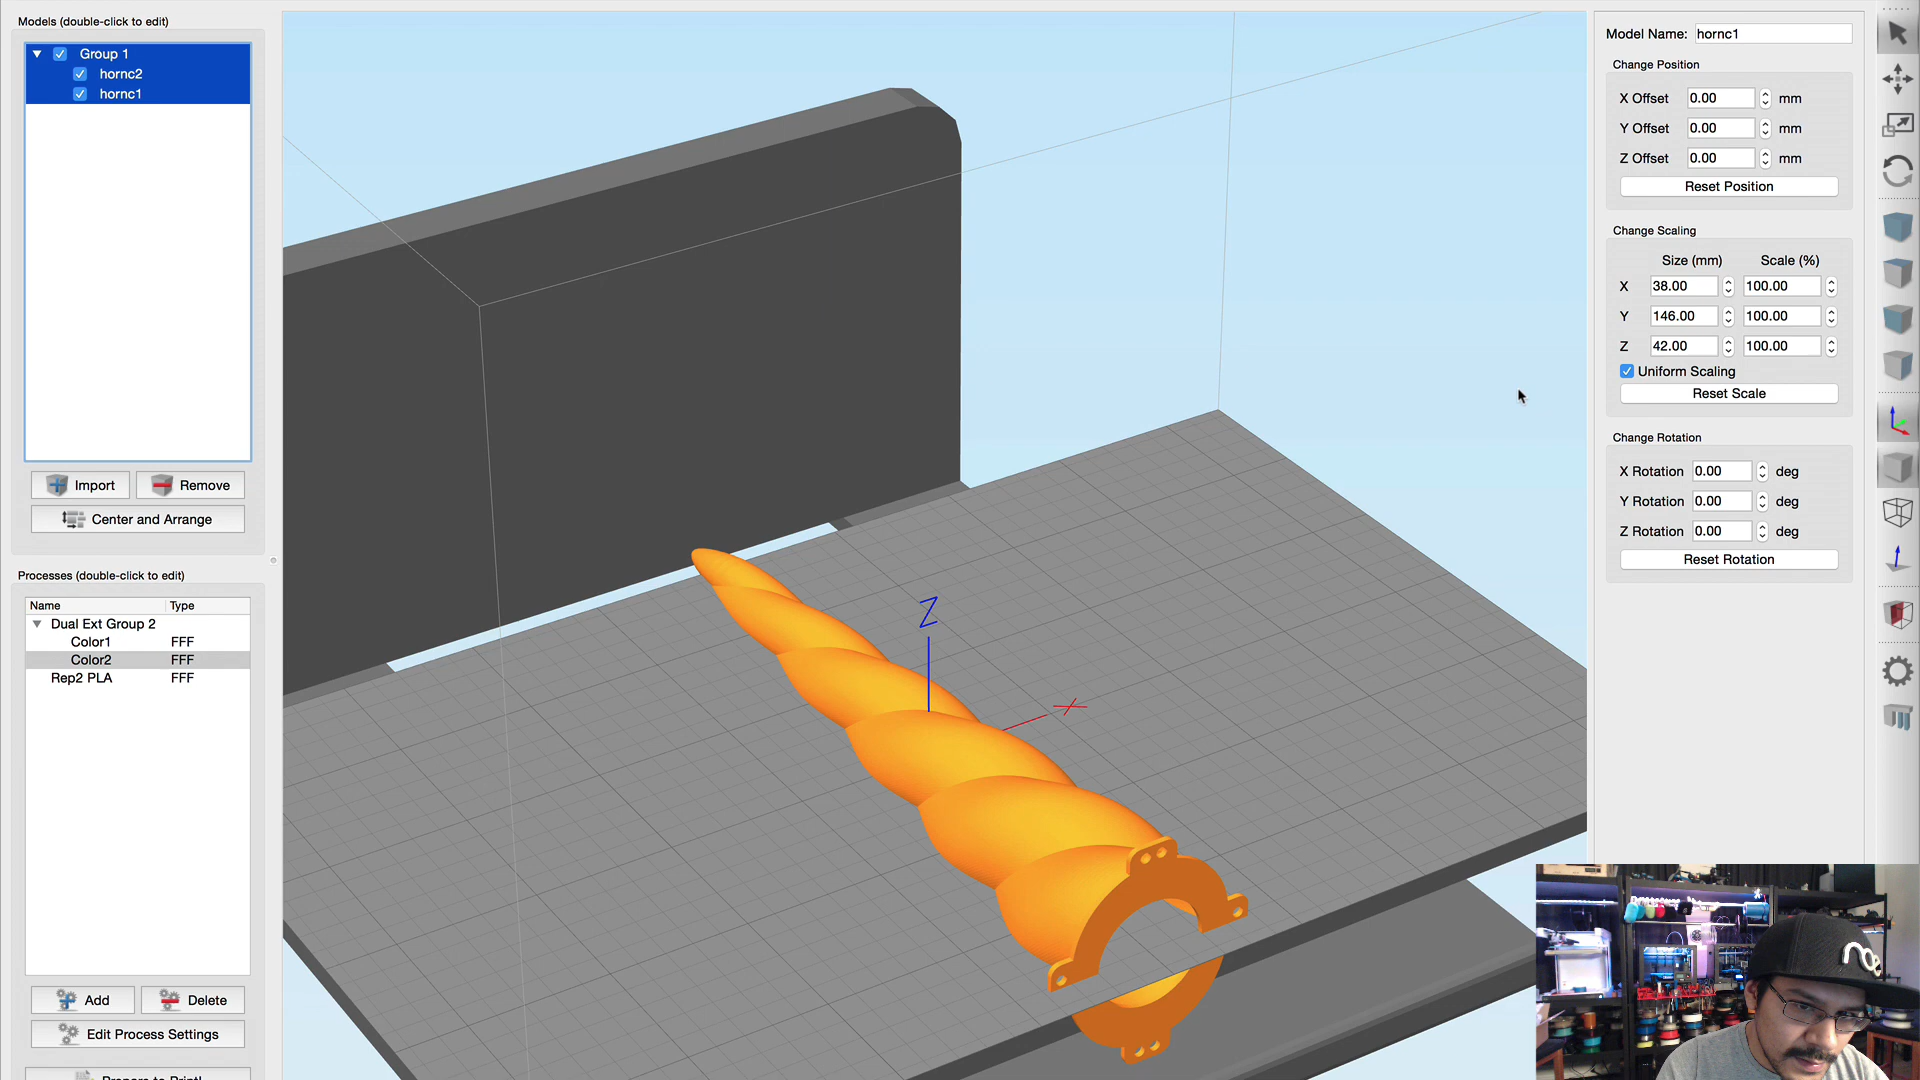 Models (double-click to edit)
Group 1
hornc2
hornc1
Import
Remove
Center and Arrange
Processes (double-click to edit)
Name Type
Dual Ext Group 2
Color1 FFF
Color2 FFF
Rep2 PLA FFF
Add
Delete
Edit Process Settings
Prepare to Print!
Z
X
Model Name: hornc1
Change Position
X Offset 0.00 mm
Y Offset 0.00 mm
Z Offset 0.00 mm
Reset Position
Change Scaling
Size (mm) Scale (%)
X 38.00 100.00
Y 146.00 100.00
Z 42.00 100.00
Uniform Scaling
Reset Scale
Change Rotation
X Rotation 0.00 deg
Y Rotation 0.00 deg
Z Rotation 0.00 deg
Reset Rotation